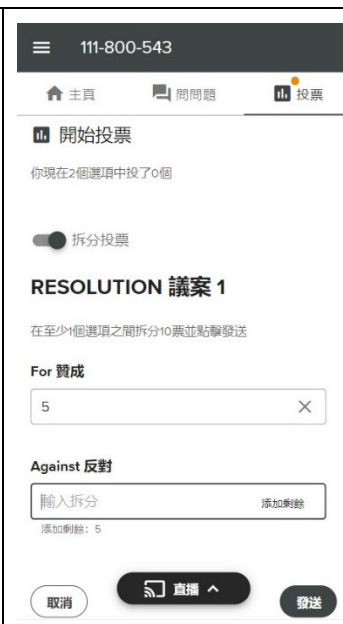 111-800-543
主頁
問問題
投票
開始投票
你現在2個選項中投了0個
拆分投票
RESOLUTION 議案 1
在至少1個選項之間拆分10票並點擊發送
For 贊成
5
Against 反對
輸入拆分 添加剩餘
添加剩餘: 5
取消
直播
發送